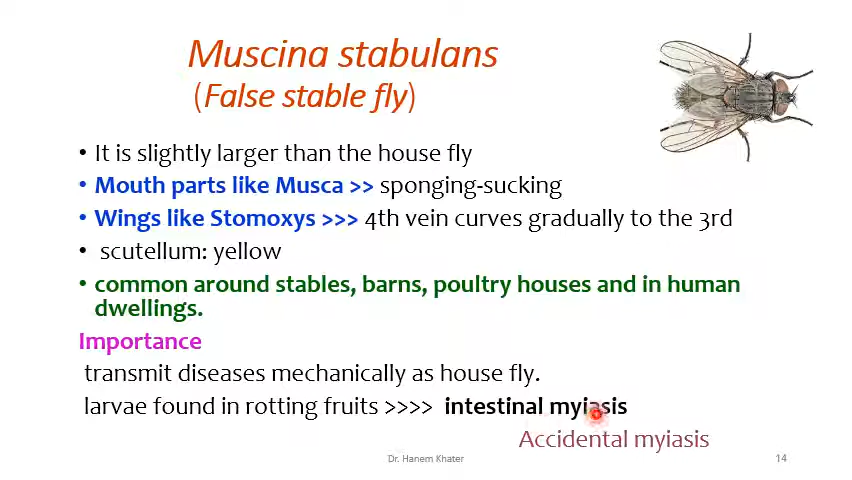 Muscina stabulans
(False stable fly)
• It is slightly larger than the house fly
• Mouth parts like Musca >> sponging-sucking
• Wings like Stomoxys >>> 4th vein curves gradually to the 3rd
• scutellum: yellow
• common around stables, barns, poultry houses and in human
dwellings.
Importance
transmit diseases mechanically as house fly.
larvae found in rotting fruits >>>> intestinal myiasis
Accidental myiasis
Dr. Hanem Khater
14